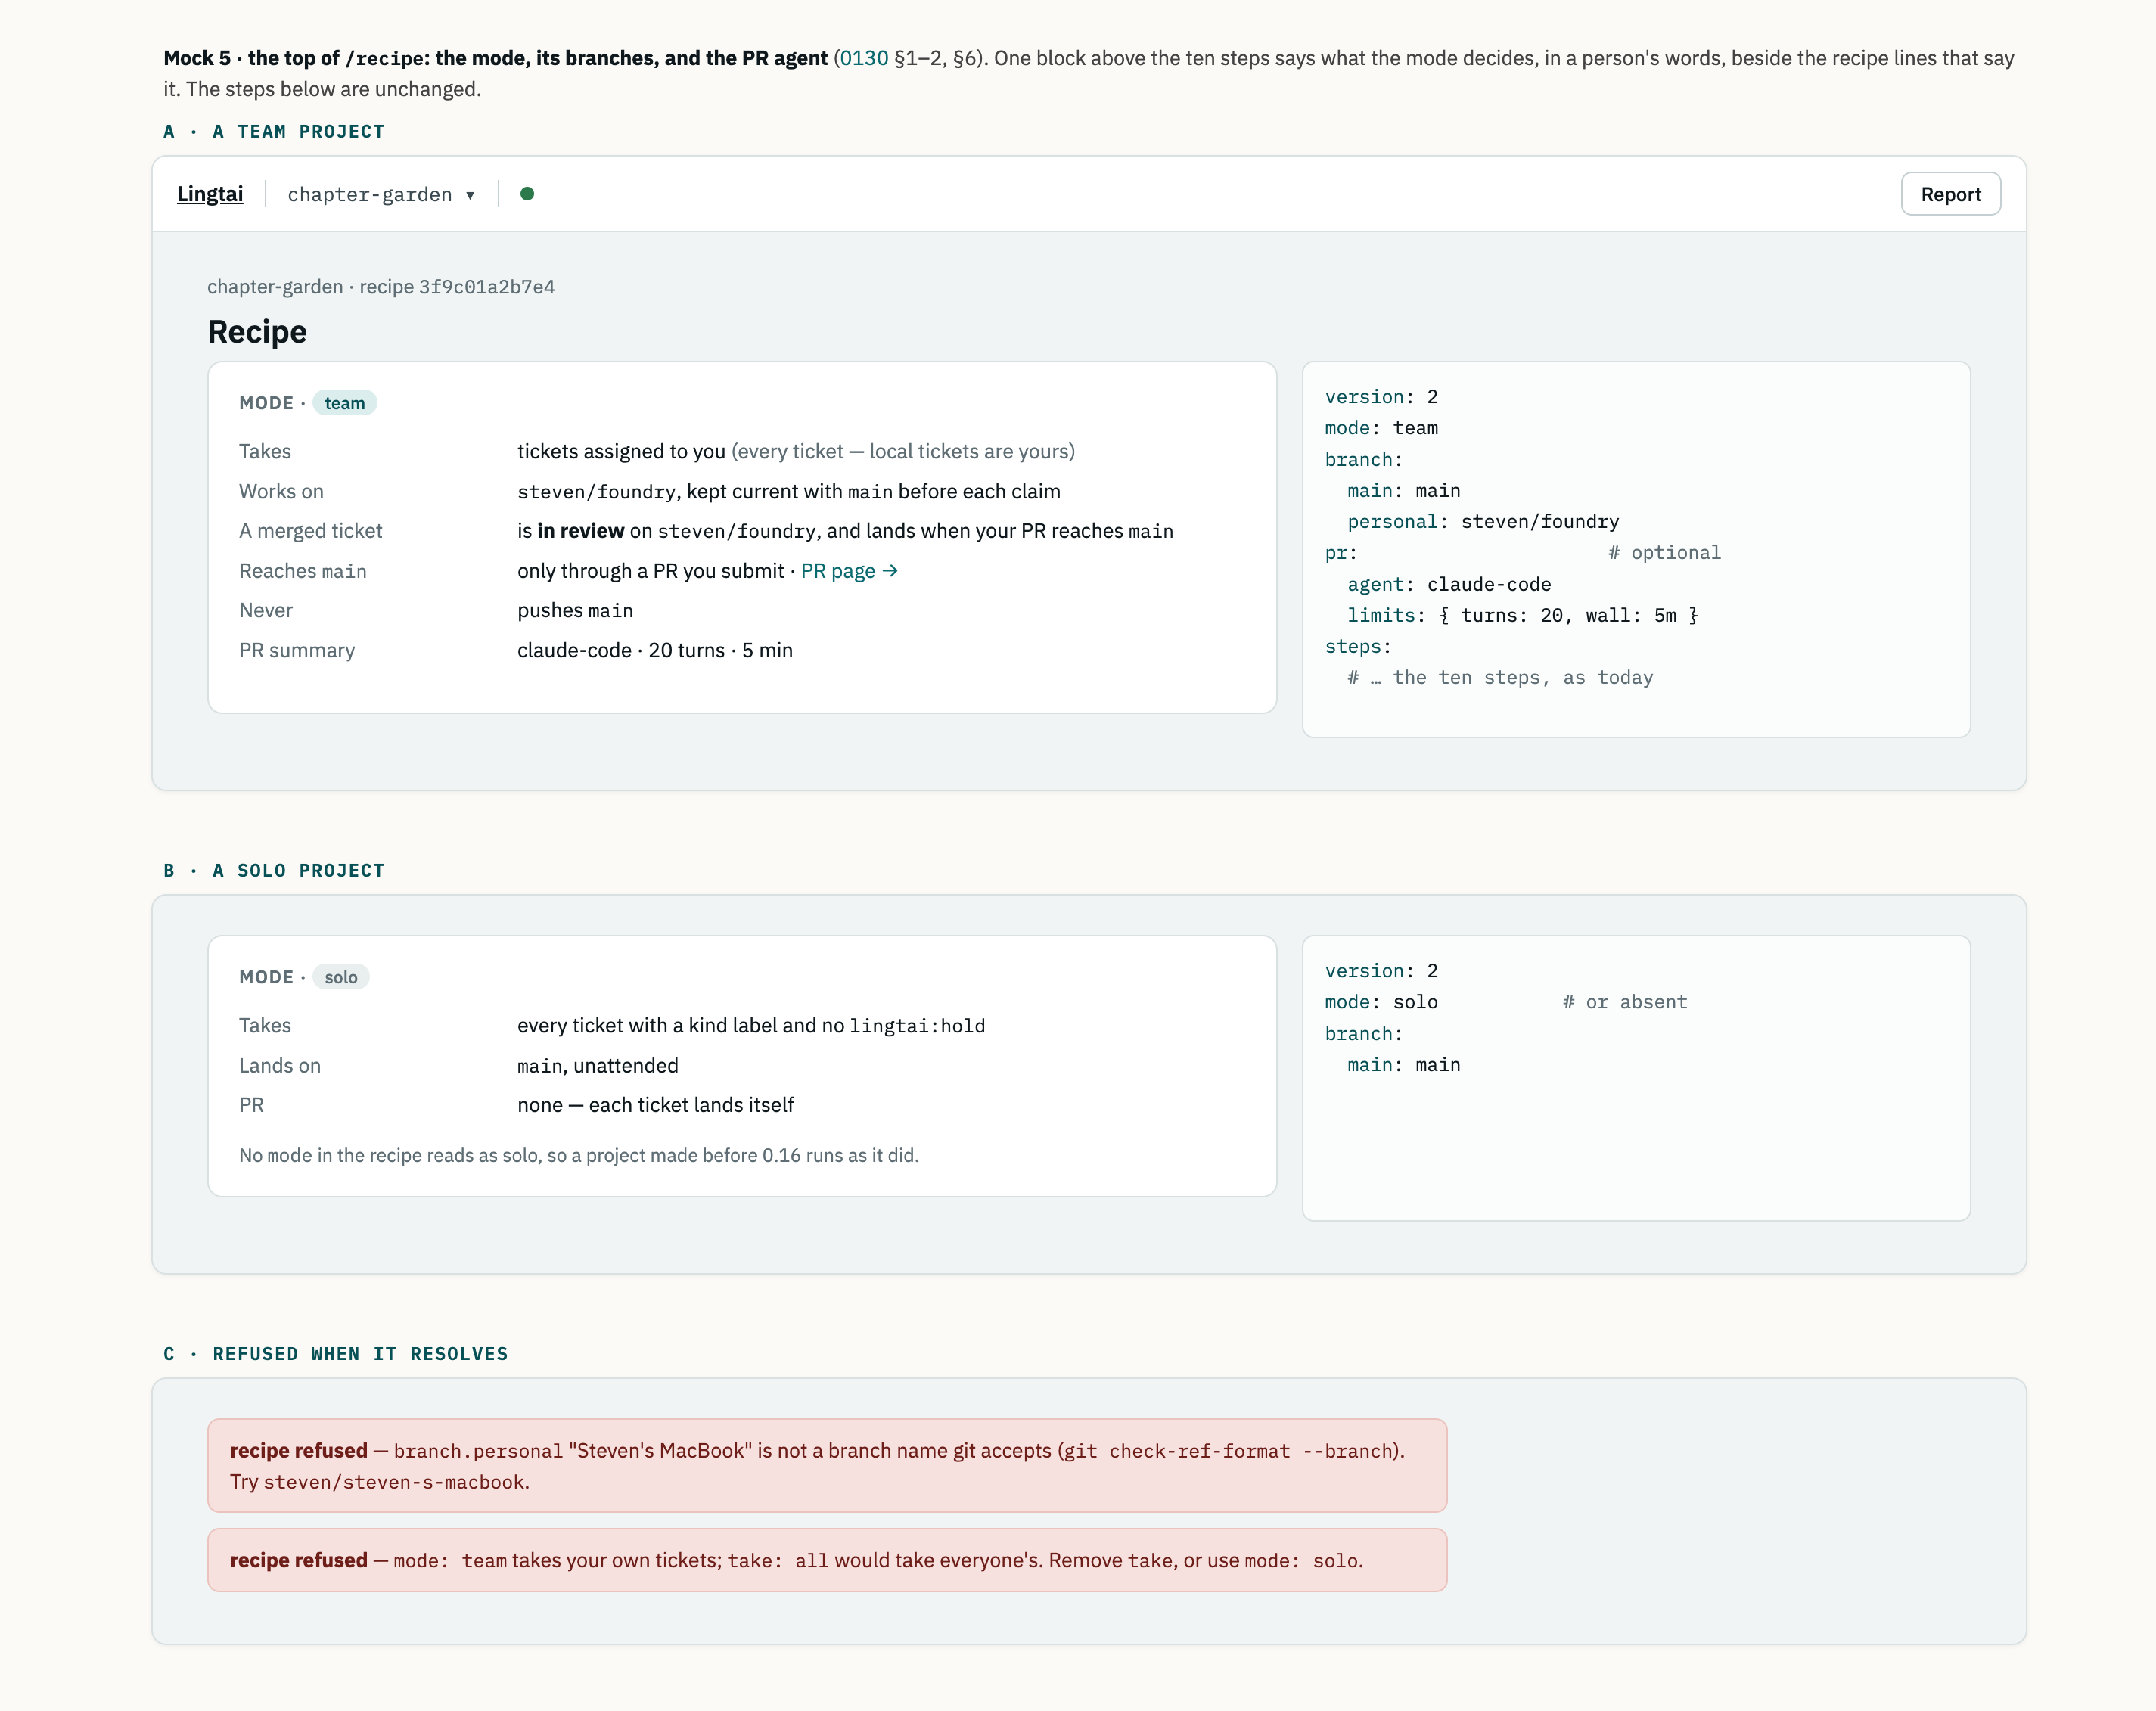 Mock 5 · the top of /recipe: the mode, its branches, and the PR agent (0130 §1–2, §6). One block above the ten steps says what the mode decides, in a person's words, beside the recipe lines that say
it. The steps below are unchanged.
A · A TEAM PROJECT
Lingtai chapter-garden ▾ Report
chapter-garden · recipe 3f9c01a2b7e4
Recipe
MODE · team
Takes tickets assigned to you (every ticket — local tickets are yours)
Works on steven/foundry, kept current with main before each claim
A merged ticket is in review on steven/foundry, and lands when your PR reaches main
Reaches main only through a PR you submit · PR page →
Never pushes main
PR summary claude-code · 20 turns · 5 min
version: 2
mode: team
branch:
  main: main
  personal: steven/foundry
pr: # optional
  agent: claude-code
  limits: { turns: 20, wall: 5m }
steps:
  # … the ten steps, as today
B · A SOLO PROJECT
MODE · solo
Takes every ticket with a kind label and no lingtai:hold
Lands on main, unattended
PR none — each ticket lands itself
No mode in the recipe reads as solo, so a project made before 0.16 runs as it did.
version: 2
mode: solo # or absent
branch:
  main: main
C · REFUSED WHEN IT RESOLVES
recipe refused — branch.personal "Steven's MacBook" is not a branch name git accepts (git check-ref-format --branch).
Try steven/steven-s-macbook.
recipe refused — mode: team takes your own tickets; take: all would take everyone's. Remove take, or use mode: solo.